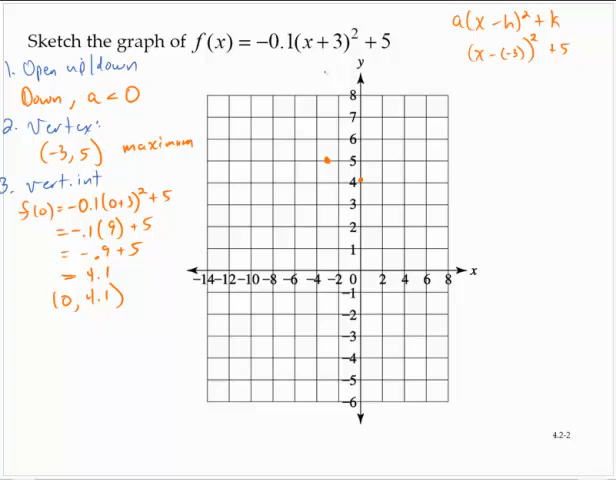 a(x-h)²+k
Sketch the graph of f(x) = −0.1(x + 3)² + 5
(x-(-3))² +5
1. Open up/down
Down, a < 0
2. Vertex:
(-3, 5) maximum
3. vert. int
f(0) = -0.1(0+3)² + 5
= -.1(9) + 5
= -.9 + 5
= 4.1
(0, 4.1)
y
8
7
6
5
4
3
2
1
−14 −12 −10 −8 −6 −4 −2 0 2 4 6 8 x
−1
−2
−3
−4
−5
−6
4.2-2